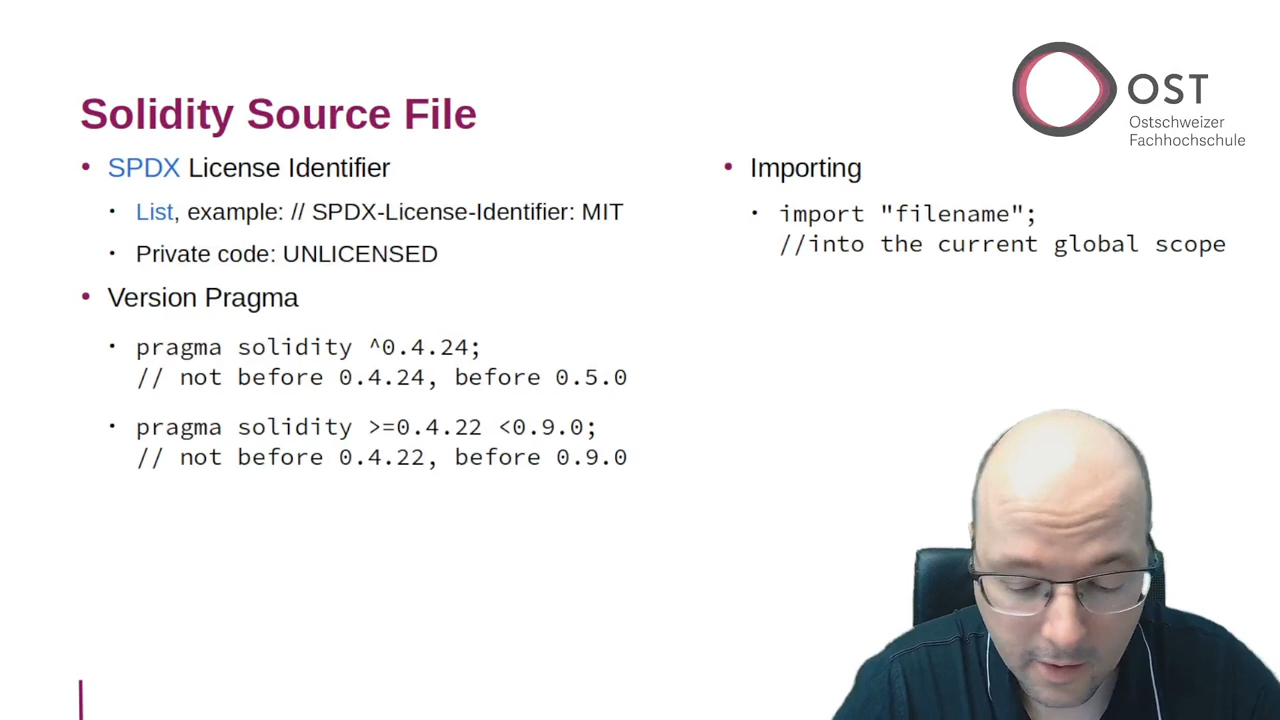 OST
Ostschweizer
Fachhochschule
Solidity Source File
• SPDX License Identifier
• List, example: // SPDX-License-Identifier: MIT
• Private code: UNLICENSED
• Version Pragma
• pragma solidity ^0.4.24;
// not before 0.4.24, before 0.5.0
• pragma solidity >=0.4.22 <0.9.0;
// not before 0.4.22, before 0.9.0
• Importing
• import "filename";
//into the current global scope